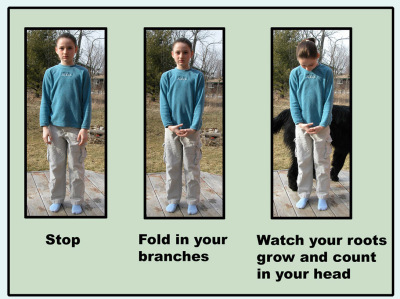 Stop
Fold in your
branches
Watch your roots
grow and count
in your head